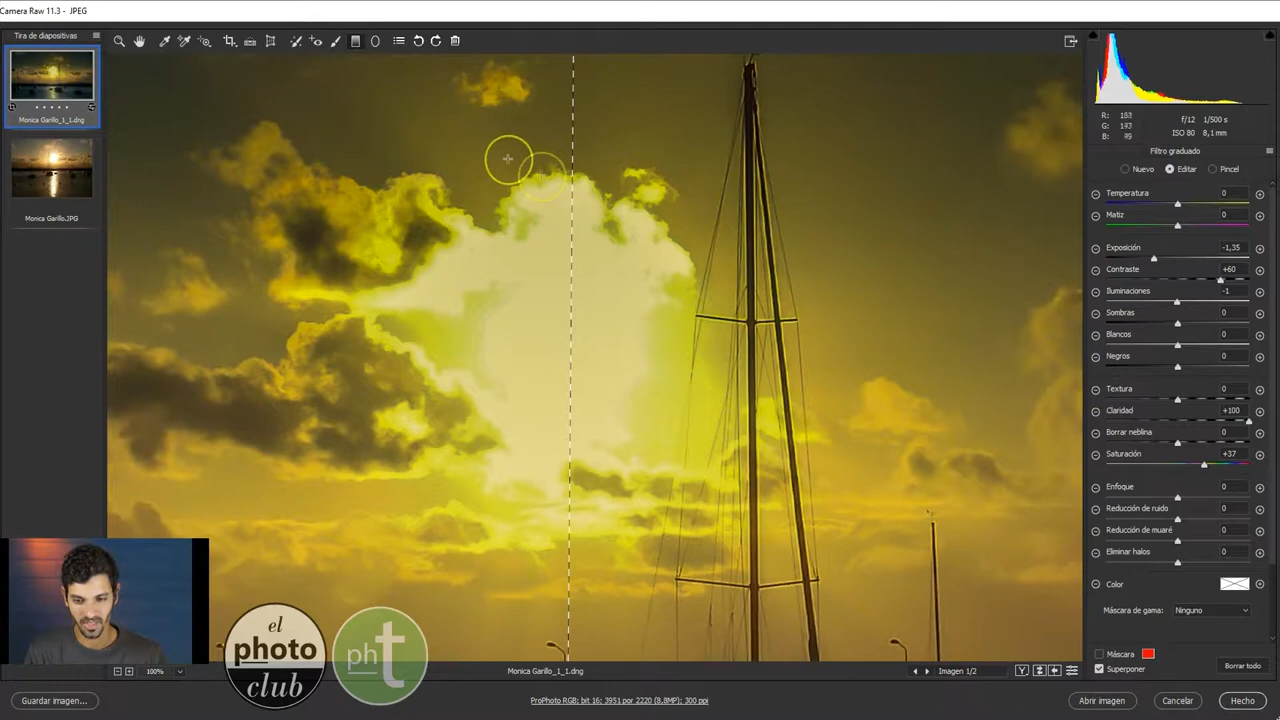 Camera Raw 11.3 - JPEG
Tira de diapositivas
Monica Garillo_1_1.dng
Monica Garillo.JPG
R: 153
G: 143
B: 49
f/12 1/500 s
ISO 80 8,1 mm
Filtro graduado
Nuevo Editar Pincel
Temperatura 0
Matiz 0
Exposición -1,35
Contraste +60
Iluminaciones -1
Sombras 0
Blancos 0
Negros 0
Textura 0
Claridad +100
Borrar neblina 0
Saturación +37
Enfoque 0
Reducción de ruido 0
Reducción de muaré 0
Eliminar halos 0
Color
Máscara de gama: Ninguno
Máscara
Superponer
Borrar todo
el
photo
club
ph t
100%
Monica Garillo_1_1.dng
Imagen 1/2
Y
Guardar imagen...
ProPhoto RGB; bit 16; 3951 por 2220 (8,8MP); 300 ppi
Abrir imagen
Cancelar
Hecho